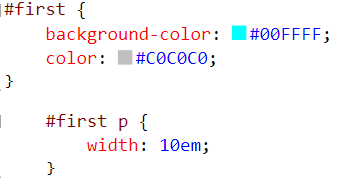 #first {
    background-color: #00FFFF;
    color: #C0C0C0;
}
    #first p {
        width: 10em;
    }